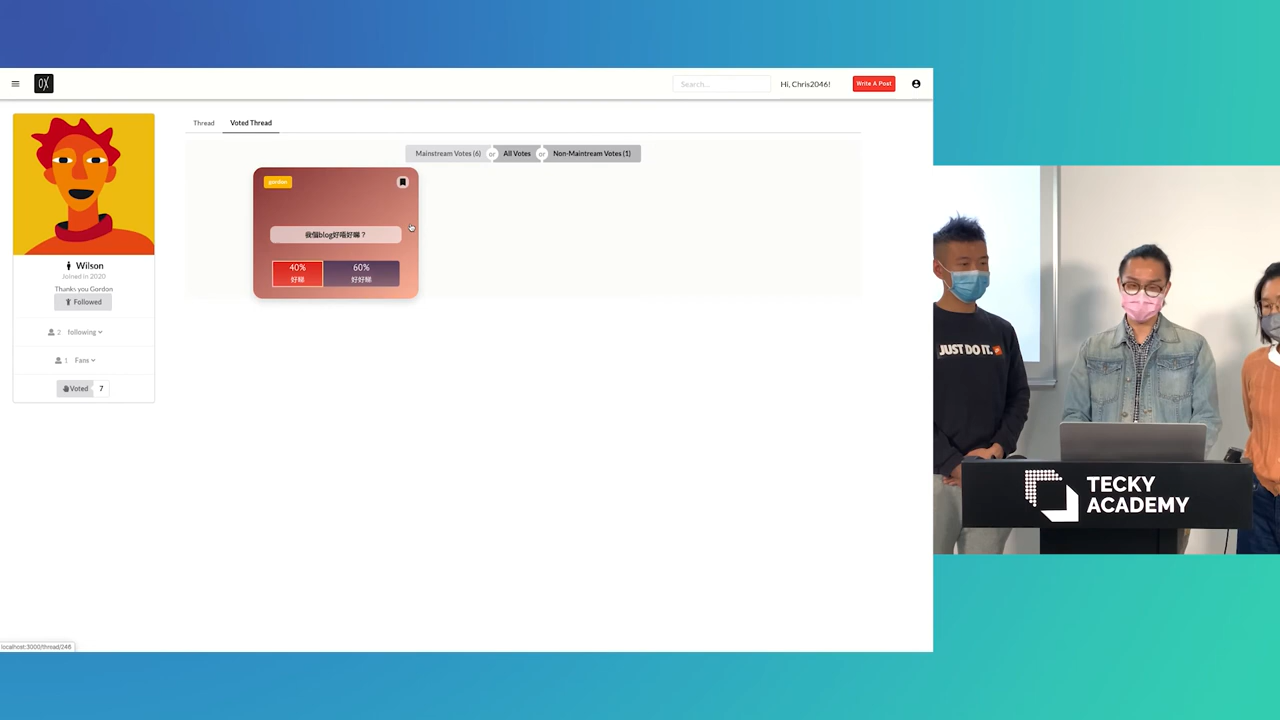 OX
Search...
Hi, Chris2046!
Write A Post
Thread
Voted Thread
Mainstream Votes (6)
or
All Votes
or
Non-Maintream Votes (1)
gordon
我個blog好唔好睇？
40%
好睇
60%
好好睇
Wilson
Joined in 2020
Thanks you Gordon
Followed
2 following
1 Fans
Voted 7
localhost:3000/thread/248
JUST DO IT.
TECKY
ACADEMY